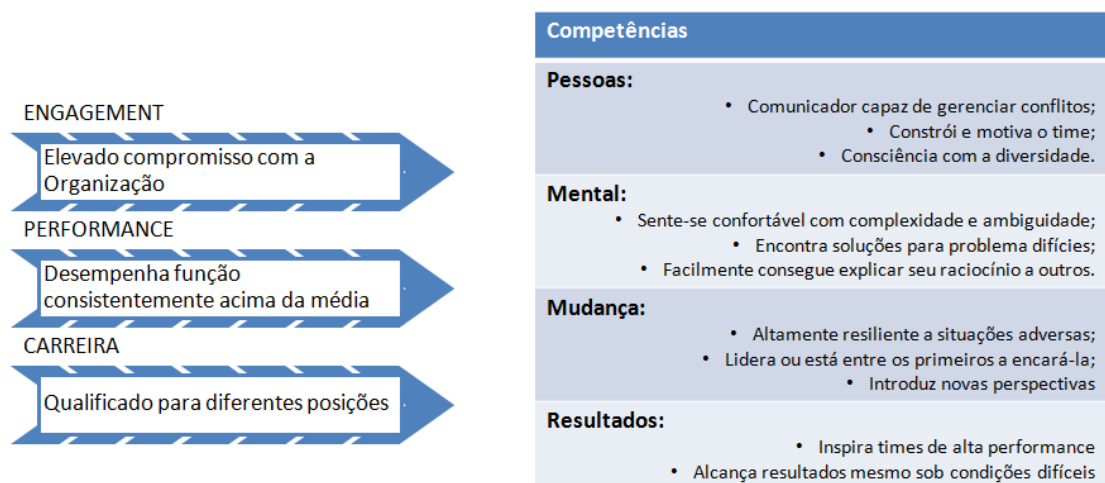 ENGAGEMENT
Elevado compromisso com a
Organização
PERFORMANCE
Desempenha função
consistentemente acima da média
CARREIRA
Qualificado para diferentes posições
Competências
Pessoas:
• Comunicador capaz de gerenciar conflitos;
• Constrói e motiva o time;
• Consciência com a diversidade.
Mental:
• Sente-se confortável com complexidade e ambiguidade;
• Encontra soluções para problema difícies;
• Facilmente consegue explicar seu raciocínio a outros.
Mudança:
• Altamente resiliente a situações adversas;
• Lidera ou está entre os primeiros a encará-la;
• Introduz novas perspectivas
Resultados:
• Inspira times de alta performance
• Alcança resultados mesmo sob condições difíceis